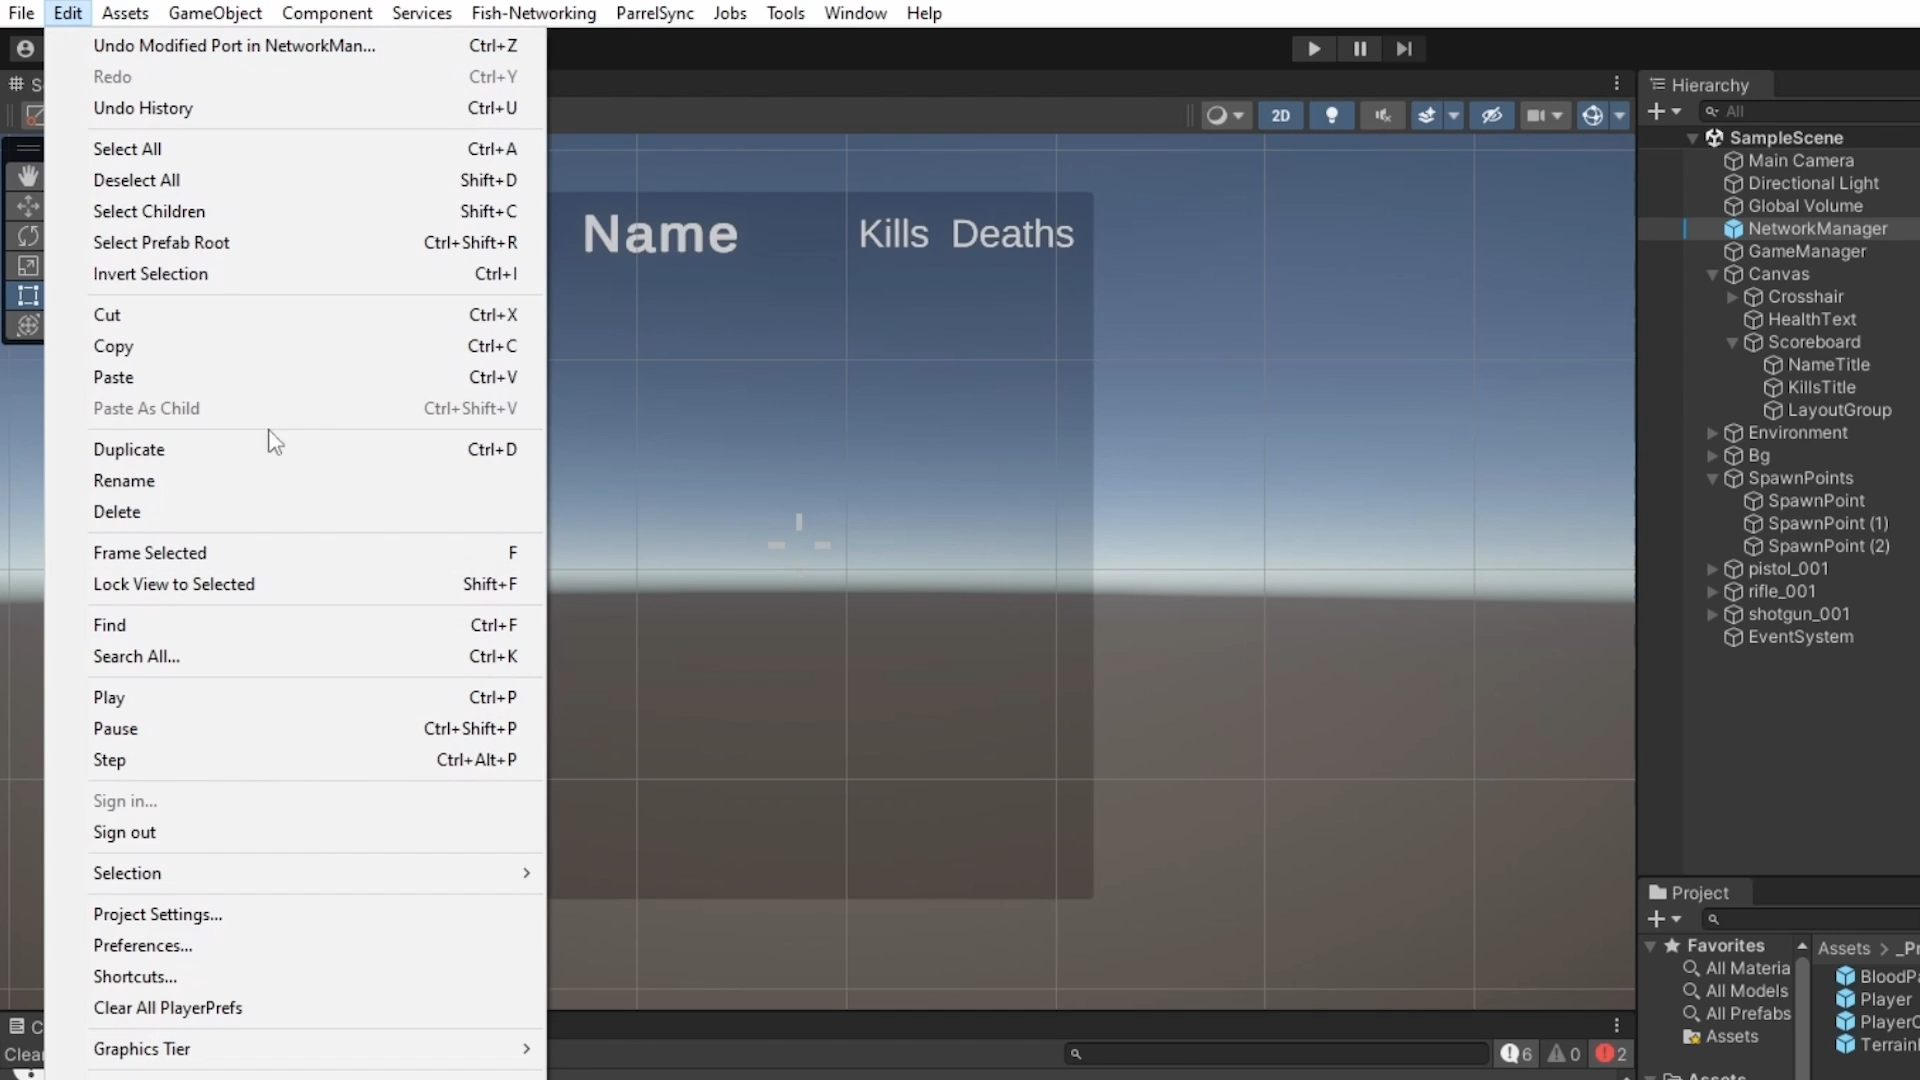 File Edit Assets GameObject Component Services Fish-Networking ParrelSync Jobs Tools Window Help
Undo Modified Port in NetworkMan... Ctrl+Z
Redo Ctrl+Y
Undo History Ctrl+U
Select All Ctrl+A
Deselect All Shift+D
Select Children Shift+C
Select Prefab Root Ctrl+Shift+R
Invert Selection Ctrl+I
Cut Ctrl+X
Copy Ctrl+C
Paste Ctrl+V
Paste As Child Ctrl+Shift+V
Duplicate Ctrl+D
Rename
Delete
Frame Selected F
Lock View to Selected Shift+F
Find Ctrl+F
Search All... Ctrl+K
Play Ctrl+P
Pause Ctrl+Shift+P
Step Ctrl+Alt+P
Sign in...
Sign out
Selection
Project Settings...
Preferences...
Shortcuts...
Clear All PlayerPrefs
Graphics Tier
2D
Name Kills Deaths
Hierarchy
All
SampleScene
Main Camera
Directional Light
Global Volume
NetworkManager
GameManager
Canvas
Crosshair
HealthText
Scoreboard
NameTitle
KillsTitle
LayoutGroup
Environment
Bg
SpawnPoints
SpawnPoint
SpawnPoint (1)
SpawnPoint (2)
pistol_001
rifle_001
shotgun_001
EventSystem
Project
Favorites
All Materia
All Models
All Prefabs
Assets
Assets > _Pr
BloodPa
Player
PlayerC
Terrain
Clear
6 0 2